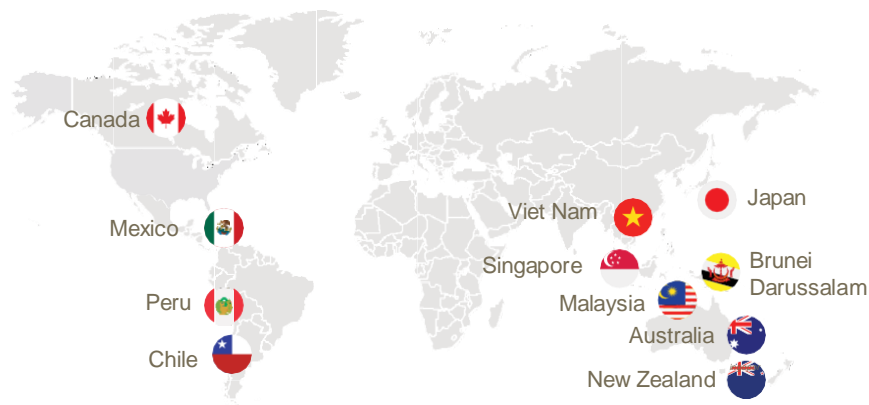 Canada
Mexico
Peru
Chile
Viet Nam
Japan
Singapore
Brunei
Darussalam
Malaysia
Australia
New Zealand